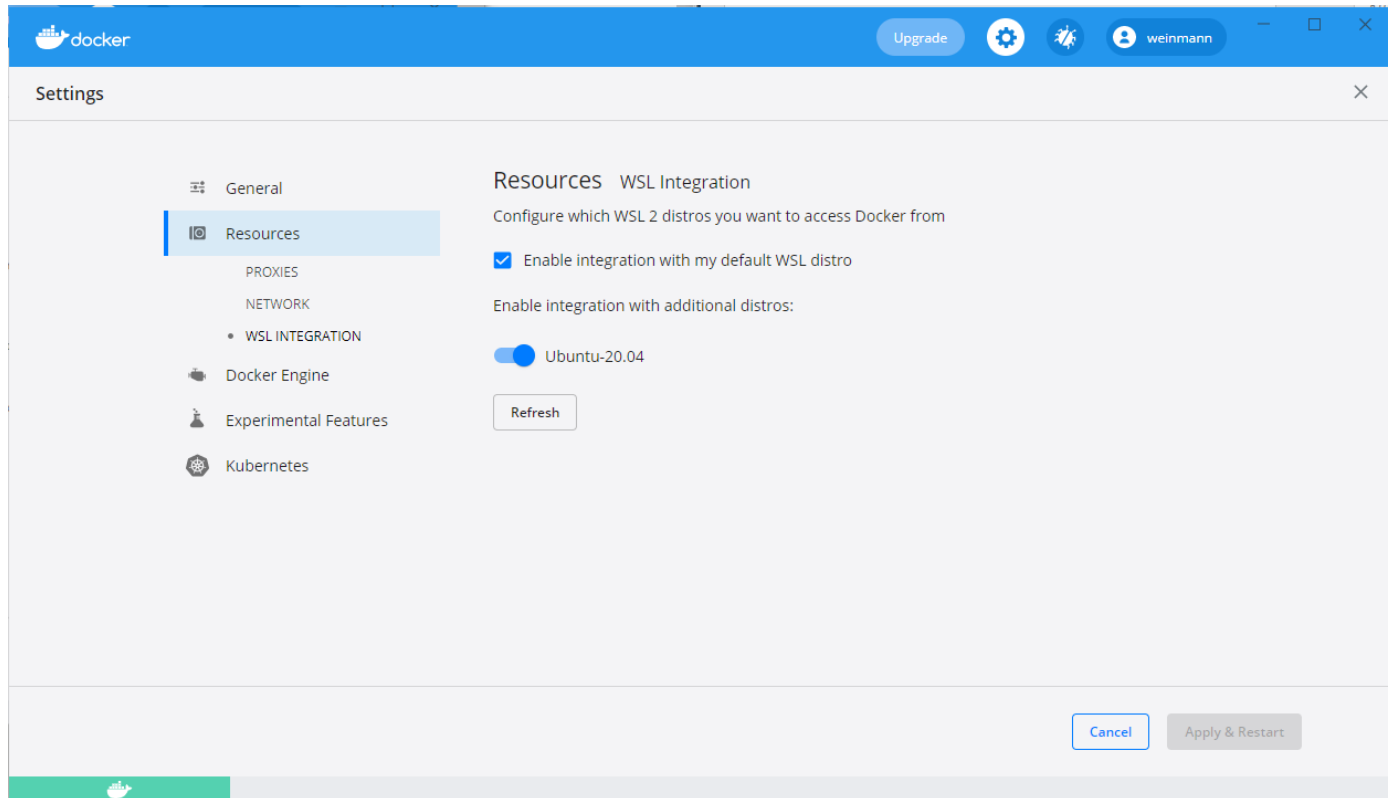 docker
Upgrade
weinmann
Settings
General
Resources
PROXIES
NETWORK
WSL INTEGRATION
Docker Engine
Experimental Features
Kubernetes
Resources WSL Integration
Configure which WSL 2 distros you want to access Docker from
Enable integration with my default WSL distro
Enable integration with additional distros:
Ubuntu-20.04
Refresh
Cancel
Apply & Restart